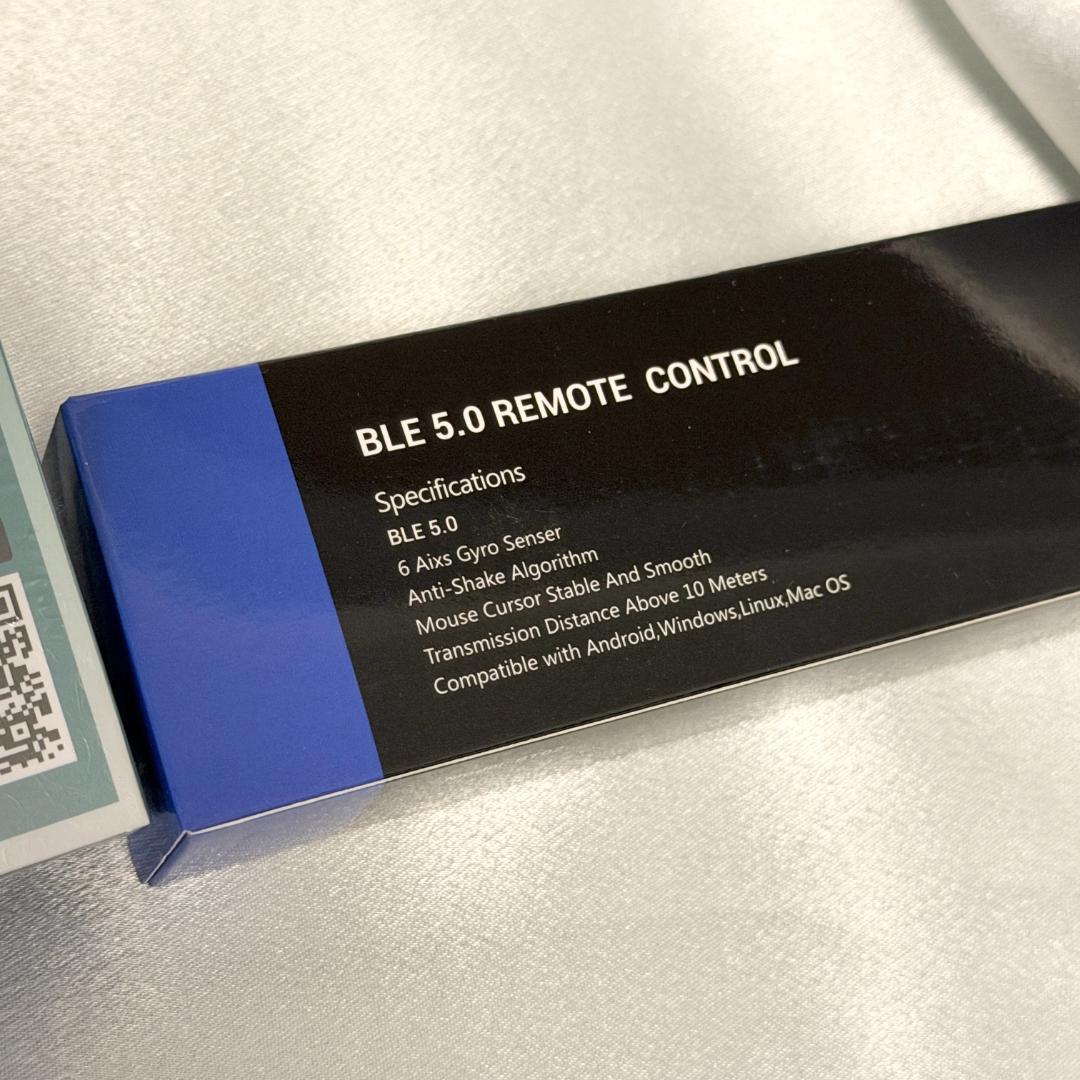 BLE 5.0 REMOTE CONTROL
Specifications
BLE 5.0
6 Aixs Gyro Senser
Anti-Shake Algorithm
Mouse Cursor Stable And Smooth
Transmission Distance Above 10 Meters
Compatible with Android,Windows,Linux,Mac OS